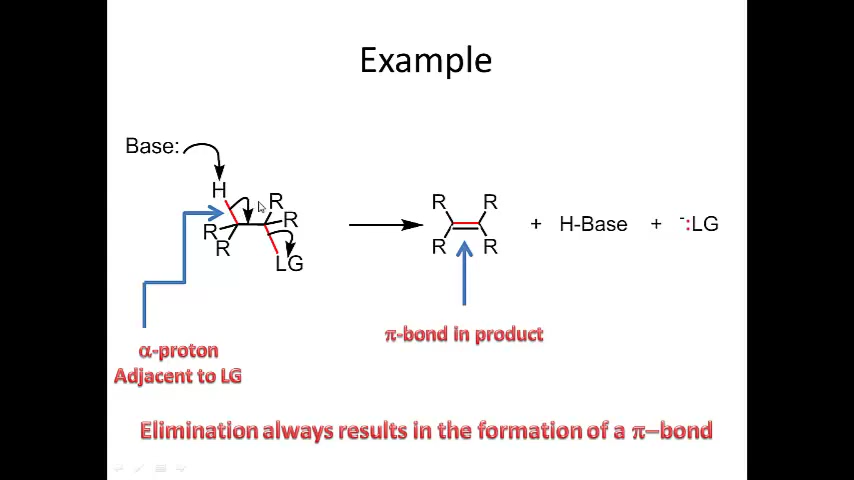 Example
Base:
H
R
R
R
R
LG
R R
R R
+ H-Base + -:LG
α-proton
Adjacent to LG
π-bond in product
Elimination always results in the formation of a π–bond